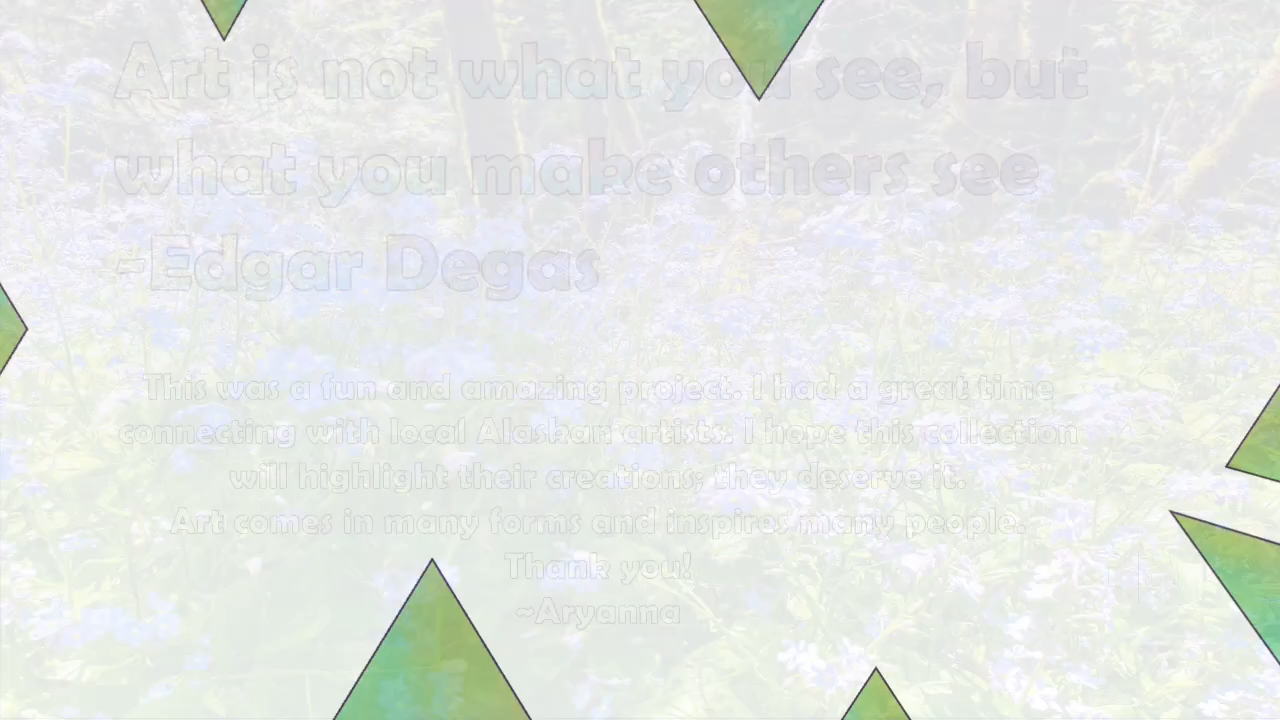 Art is not what you see, but
what you make others see
-Edgar Degas
This was a fun and amazing project. I had a great time
connecting with local Alaskan artists. I hope this collection
will highlight their creations; they deserve it.
Art comes in many forms and inspires many people.
Thank you!
~Aryanna